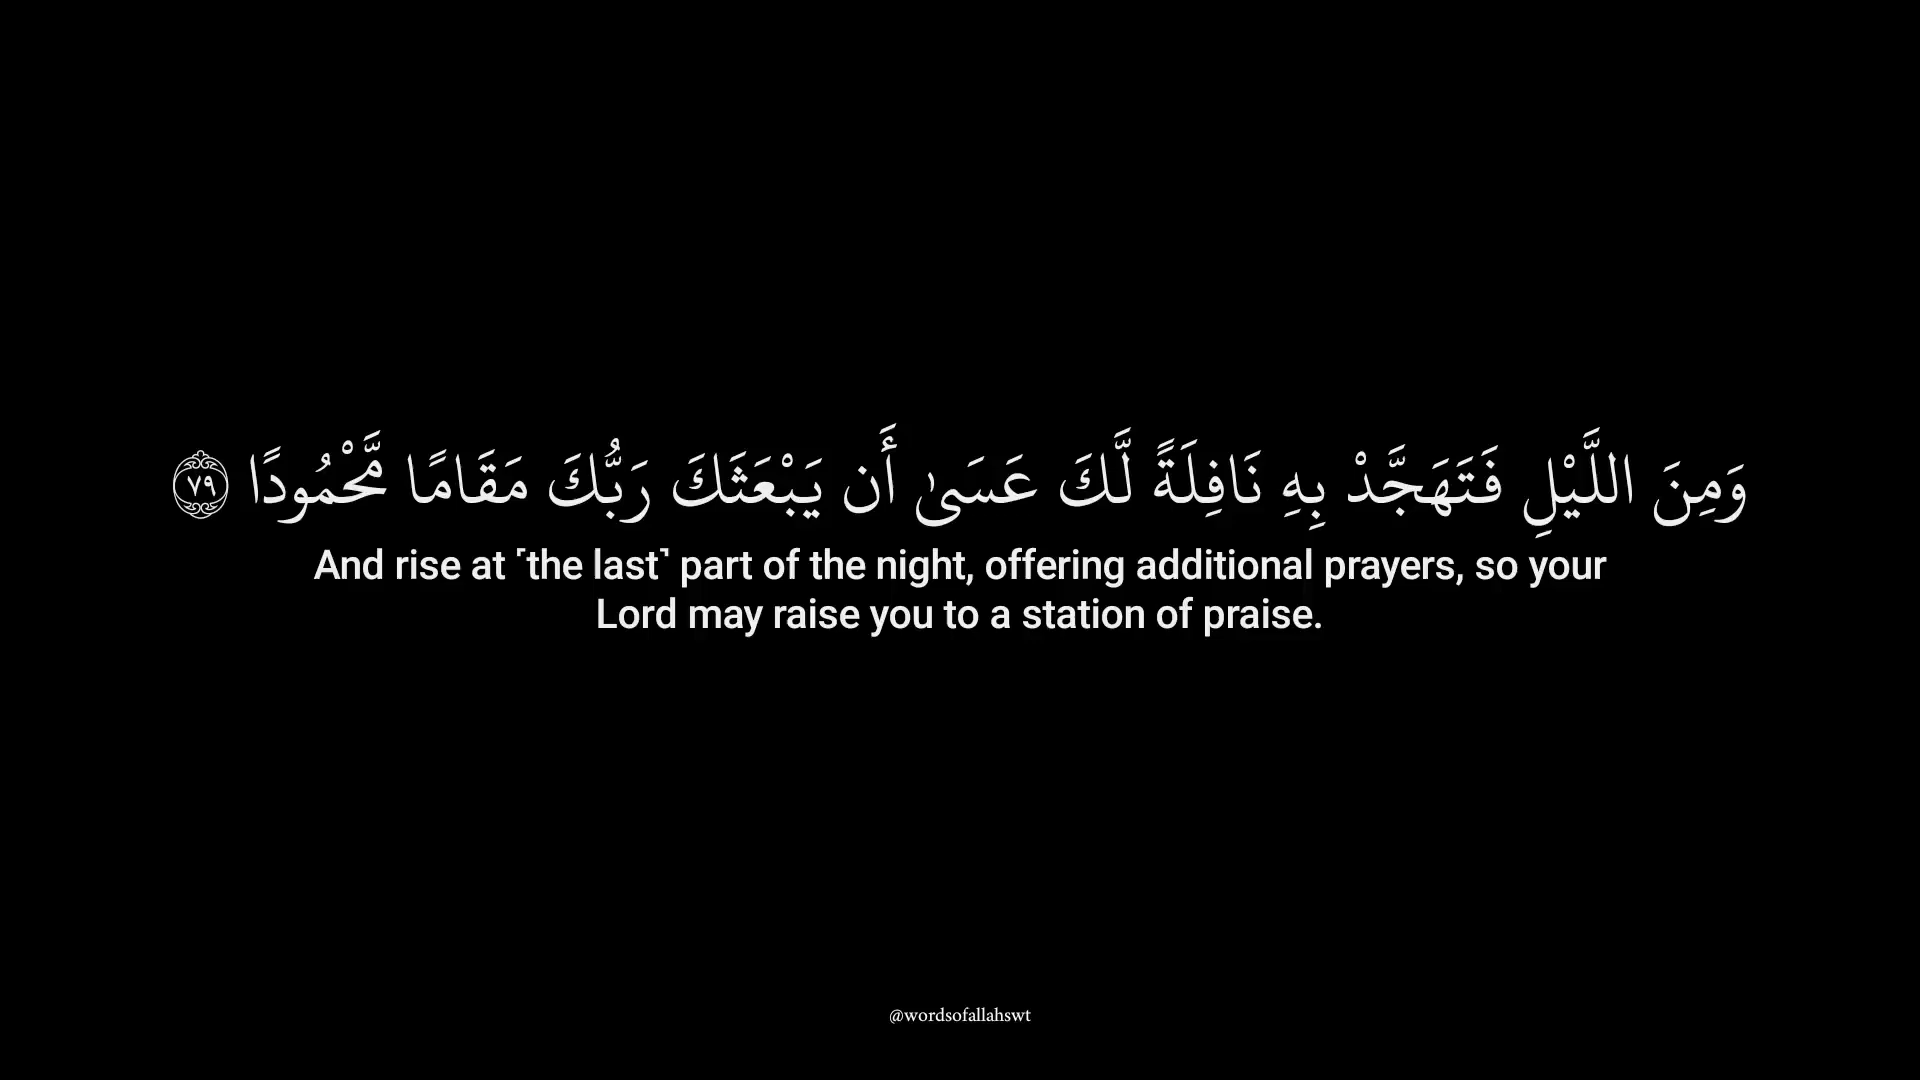 وَمِنَ اللَّيْلِ فَتَهَجَّدْ بِهِ نَافِلَةً لَّكَ عَسَىٰ أَن يَبْعَثَكَ رَبُّكَ مَقَامًا مَّحْمُودًا ٧٩
And rise at ˹the last˺ part of the night, offering additional prayers, so your
Lord may raise you to a station of praise.
@wordsofallahswt